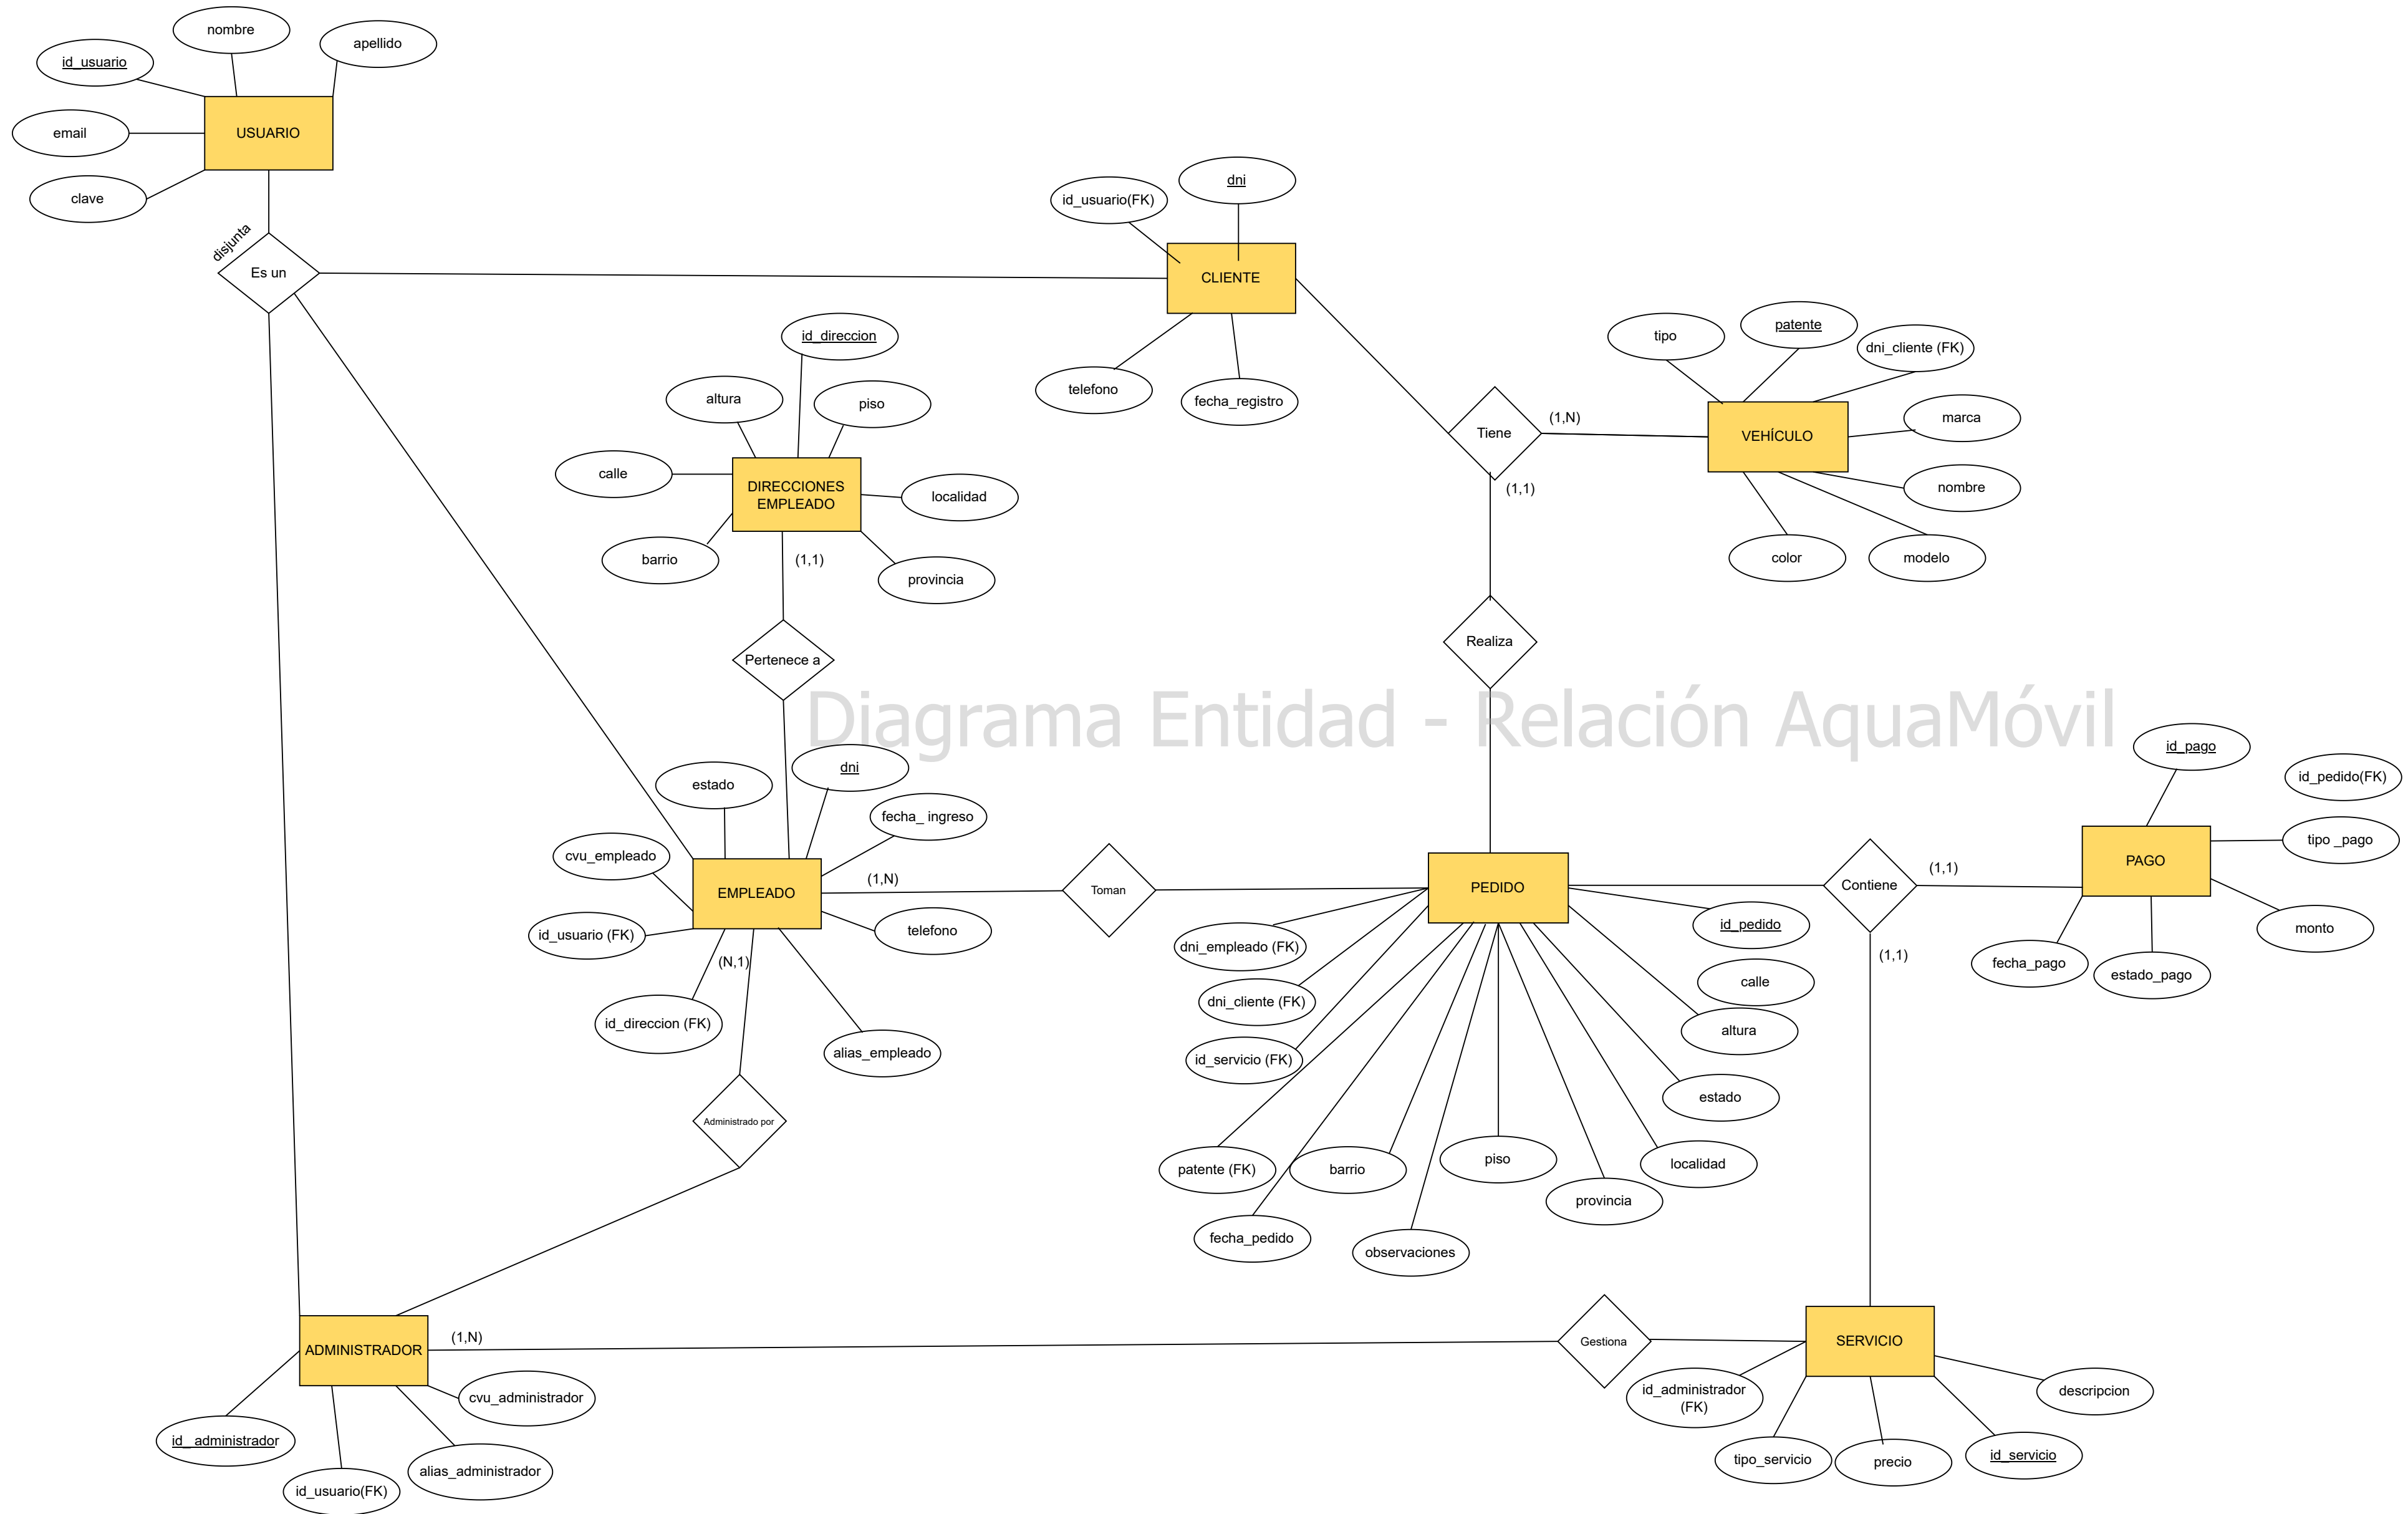 nombre
apellido
id_usuario
email
USUARIO
clave
disjunta
Es un
dni
id_usuario(FK)
CLIENTE
telefono
fecha_registro
id_direccion
altura
piso
calle
DIRECCIONES
EMPLEADO
localidad
barrio
(1,1)
provincia
Pertenece a
tipo
patente
dni_cliente (FK)
marca
Tiene
(1,N)
VEHÍCULO
(1,1)
nombre
color
modelo
Realiza
Diagrama Entidad - Relación AquaMóvil
estado
dni
fecha_ ingreso
cvu_empleado
EMPLEADO
(1,N)
Toman
telefono
id_usuario (FK)
(N,1)
id_direccion (FK)
alias_empleado
Administrado por
PEDIDO
dni_empleado (FK)
dni_cliente (FK)
id_servicio (FK)
patente (FK)
fecha_pedido
barrio
observaciones
piso
provincia
localidad
estado
altura
calle
id_pedido
Contiene
(1,1)
(1,1)
id_pago
id_pedido(FK)
tipo _pago
PAGO
monto
fecha_pago
estado_pago
ADMINISTRADOR
(1,N)
cvu_administrador
id_ administrador
alias_administrador
id_usuario(FK)
Gestiona
SERVICIO
id_administrador
(FK)
descripcion
tipo_servicio
precio
id_servicio